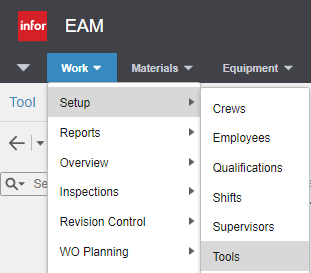 infor EAM
Work Materials Equipment
Tool
Setup
Reports
Overview
Inspections
Revision Control
WO Planning
Crews
Employees
Qualifications
Shifts
Supervisors
Tools